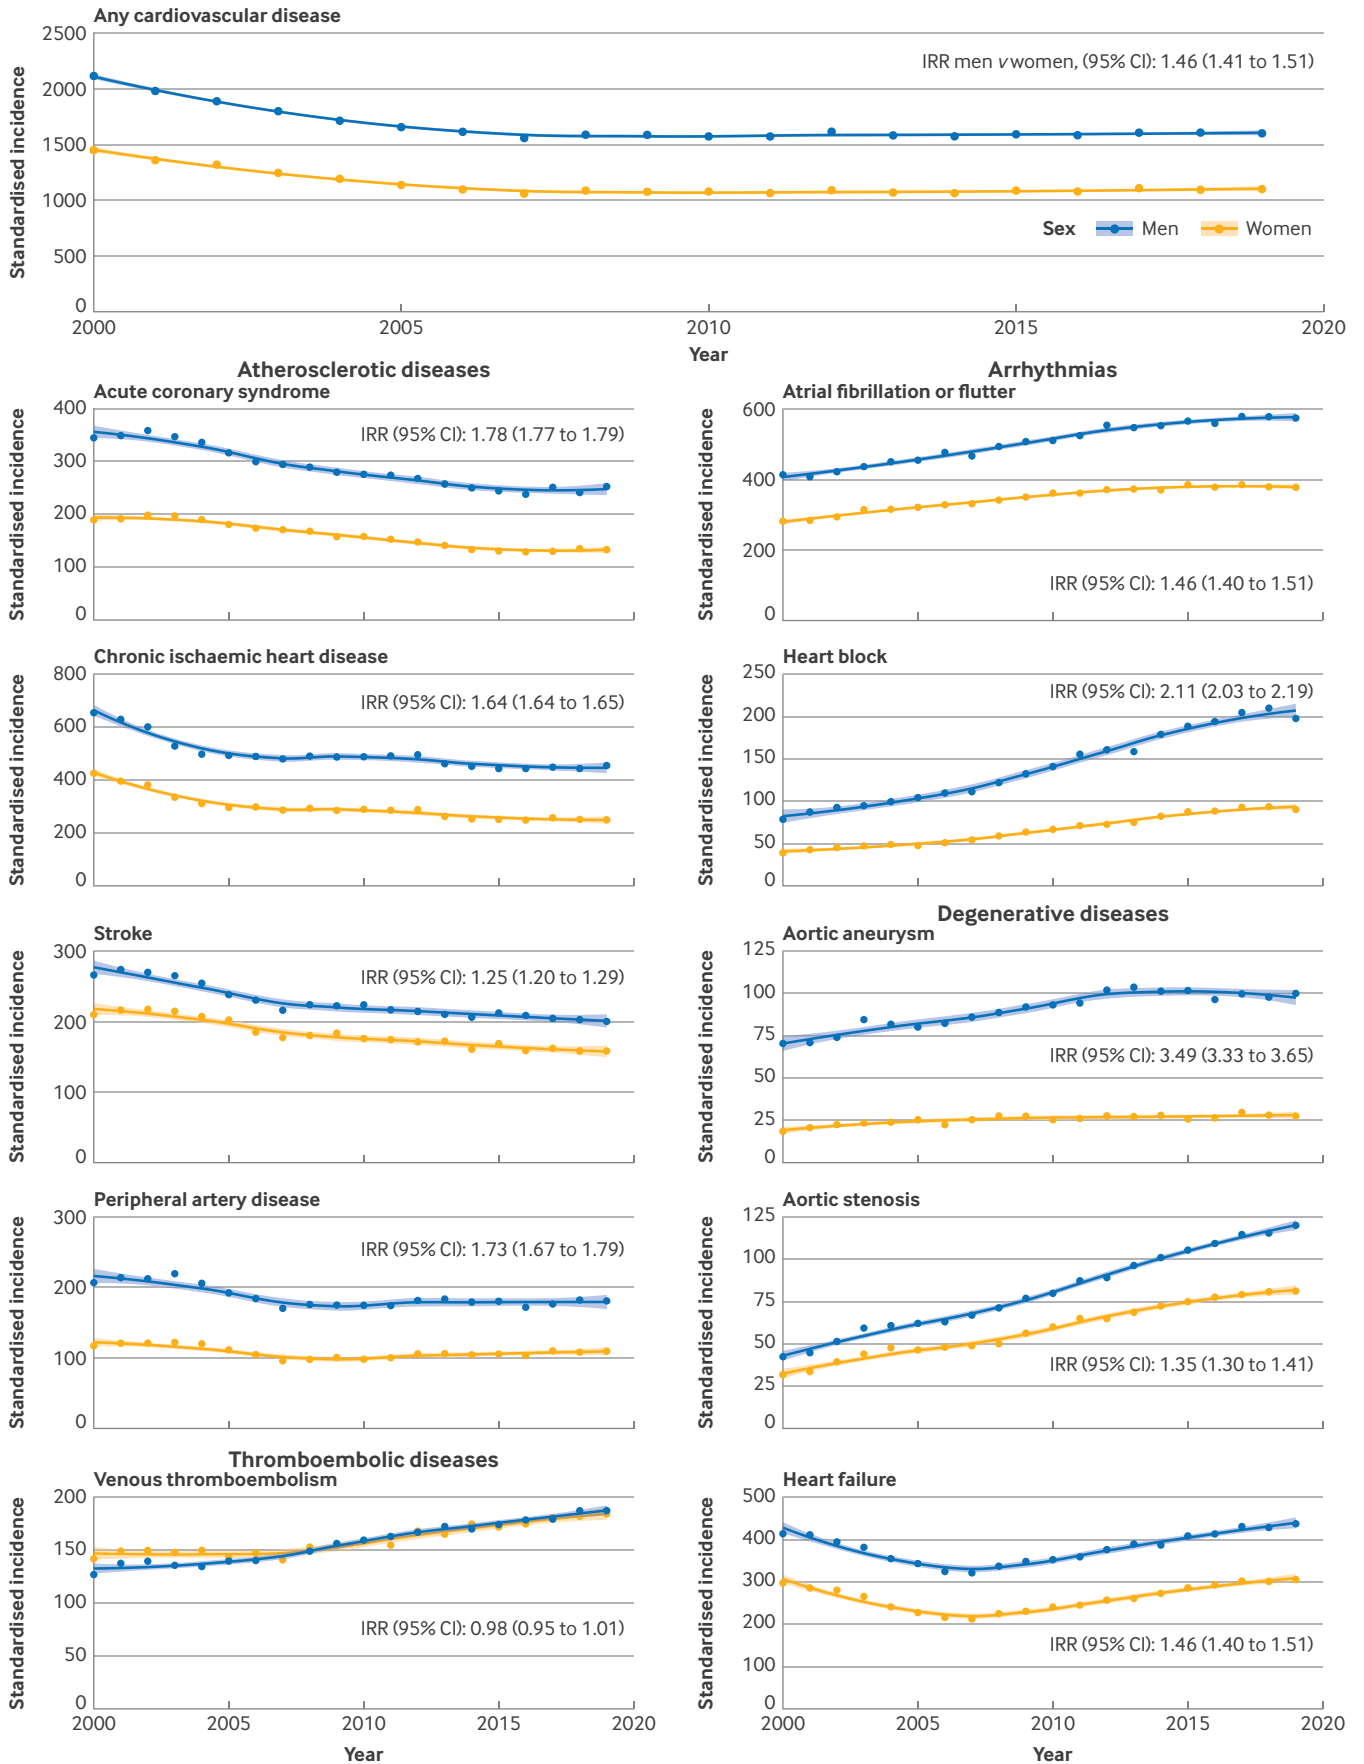 Any cardiovascular disease
Standardised incidence
2500
2000
1500
1000
500
0
IRR men v women, (95% CI): 1.46 (1.41 to 1.51)
Sex Men Women
2000 2005 2010 2015 2020
Year
Atherosclerotic diseases
Acute coronary syndrome
Standardised incidence
400
300
200
100
0
IRR (95% CI): 1.78 (1.77 to 1.79)
Arrhythmias
Atrial fibrillation or flutter
Standardised incidence
600
400
200
0
IRR (95% CI): 1.46 (1.40 to 1.51)
Chronic ischaemic heart disease
Standardised incidence
800
600
400
200
0
IRR (95% CI): 1.64 (1.64 to 1.65)
Heart block
Standardised incidence
250
200
150
100
50
0
IRR (95% CI): 2.11 (2.03 to 2.19)
Stroke
Standardised incidence
300
200
100
0
IRR (95% CI): 1.25 (1.20 to 1.29)
Degenerative diseases
Aortic aneurysm
Standardised incidence
125
100
75
50
25
0
IRR (95% CI): 3.49 (3.33 to 3.65)
Peripheral artery disease
Standardised incidence
300
200
100
0
IRR (95% CI): 1.73 (1.67 to 1.79)
Aortic stenosis
Standardised incidence
125
100
75
50
25
0
IRR (95% CI): 1.35 (1.30 to 1.41)
Thromboembolic diseases
Venous thromboembolism
Standardised incidence
200
150
100
50
0
IRR (95% CI): 0.98 (0.95 to 1.01)
2000 2005 2010 2015 2020
Year
Heart failure
Standardised incidence
500
400
300
200
100
0
IRR (95% CI): 1.46 (1.40 to 1.51)
2000 2005 2010 2015 2020
Year